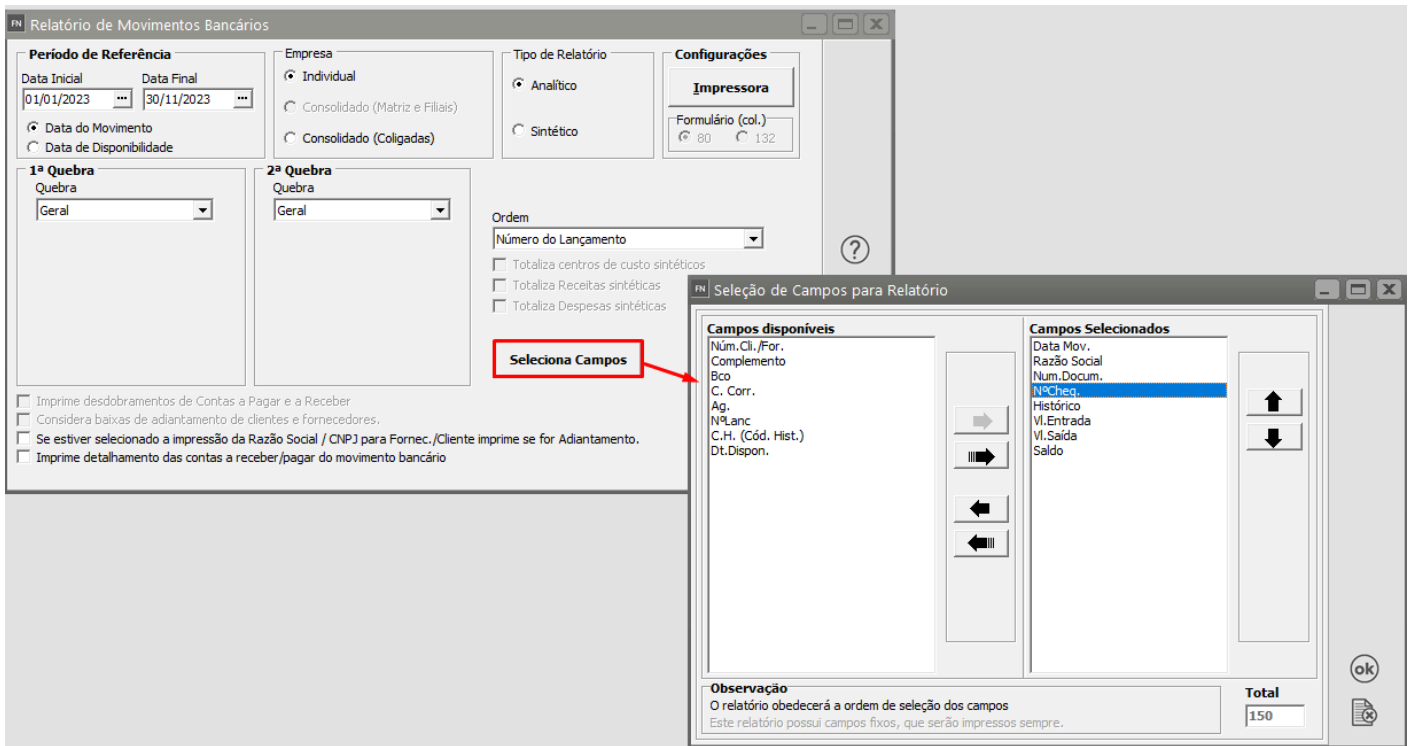 FN Relatório de Movimentos Bancários
Período de Referência
Data Inicial Data Final
01/01/2023 ... 30/11/2023 ...
Data do Movimento
Data de Disponibilidade
Empresa
Individual
Consolidado (Matriz e Filiais)
Consolidado (Coligadas)
Tipo de Relatório
Analítico
Sintético
Configurações
Impressora
Formulário (col.)
80 132
1ª Quebra
Quebra
Geral
2ª Quebra
Quebra
Geral
Ordem
Número do Lançamento
Totaliza centros de custo sintéticos
Totaliza Receitas sintéticas
Totaliza Despesas sintéticas
Seleciona Campos
?
Imprime desdobramentos de Contas a Pagar e a Receber
Considera baixas de adiantamento de clientes e fornecedores.
Se estiver selecionado a impressão da Razão Social / CNPJ para Fornec./Cliente imprime se for Adiantamento.
Imprime detalhamento das contas a receber/pagar do movimento bancário
FN Seleção de Campos para Relatório
Campos disponíveis
Núm.Cli./For.
Complemento
Bco
C. Corr.
Ag.
NºLanc
C.H. (Cód. Hist.)
Dt.Dispon.
Campos Selecionados
Data Mov.
Razão Social
Num.Docum.
NºCheq.
Histórico
Vl.Entrada
Vl.Saída
Saldo
Observação
O relatório obedecerá a ordem de seleção dos campos
Este relatório possui campos fixos, que serão impressos sempre.
Total
150
ok